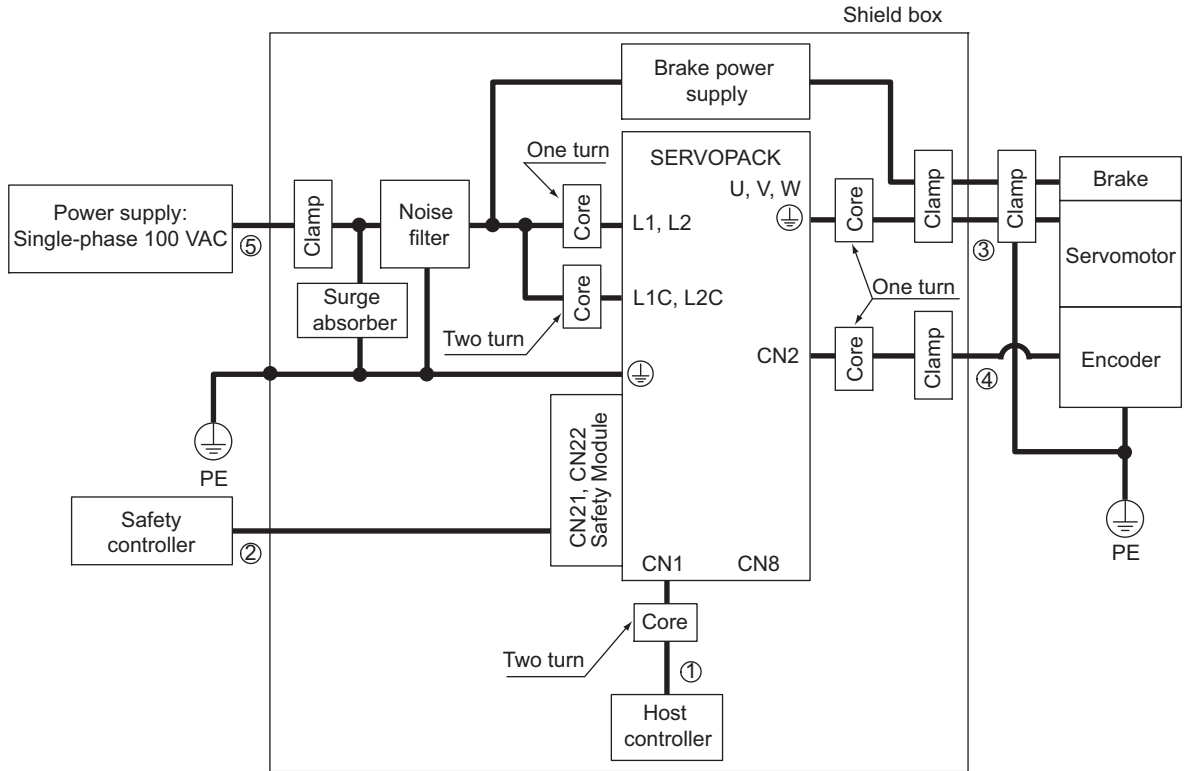 Shield box
Brake power
supply
One turn
SERVOPACK
U, V, W
Power supply:
Single-phase 100 VAC
⑤
Clamp
Noise
filter
Core
L1, L2
Core
Clamp
Clamp
Brake
③
Servomotor
Surge
absorber
Core
L1C, L2C
Two turn
One turn
CN2
Core
Clamp
④
Encoder
PE
CN21, CN22
Safety Module
Safety
controller
②
PE
CN1
CN8
Core
Two turn
①
Host
controller